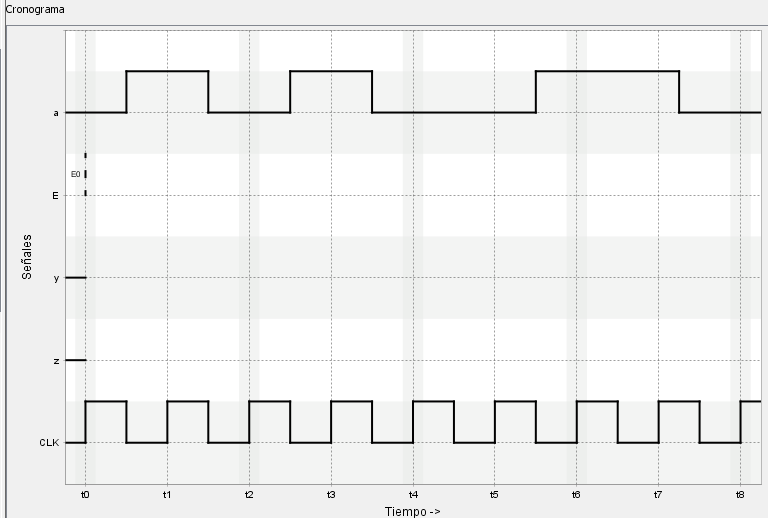 Cronograma
a
E0
E
Señales
y
z
CLK
t0 t1 t2 t3 t4 t5 t6 t7 t8
Tiempo ->